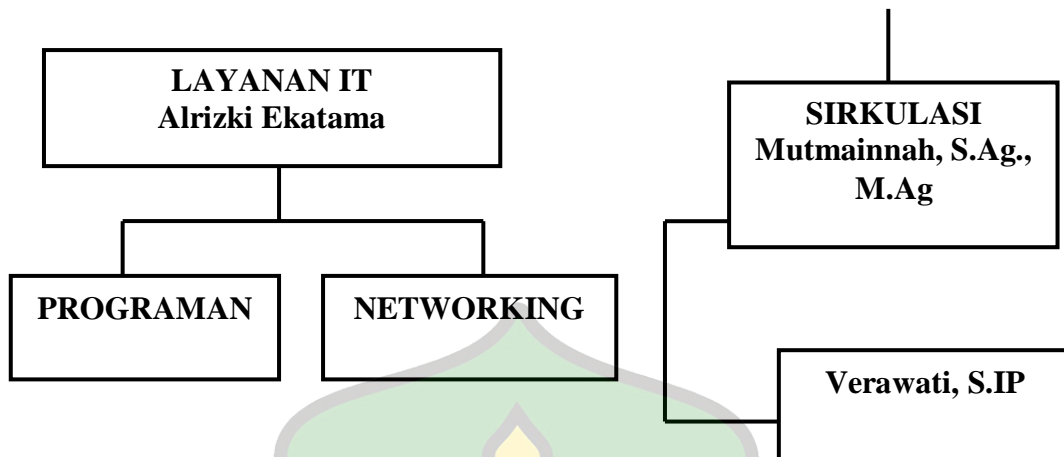 LAYANAN IT
Alrizki Ekatama
SIRKULASI
Mutmainnah, S.Ag.,
M.Ag
PROGRAMAN
NETWORKING
Verawati, S.IP